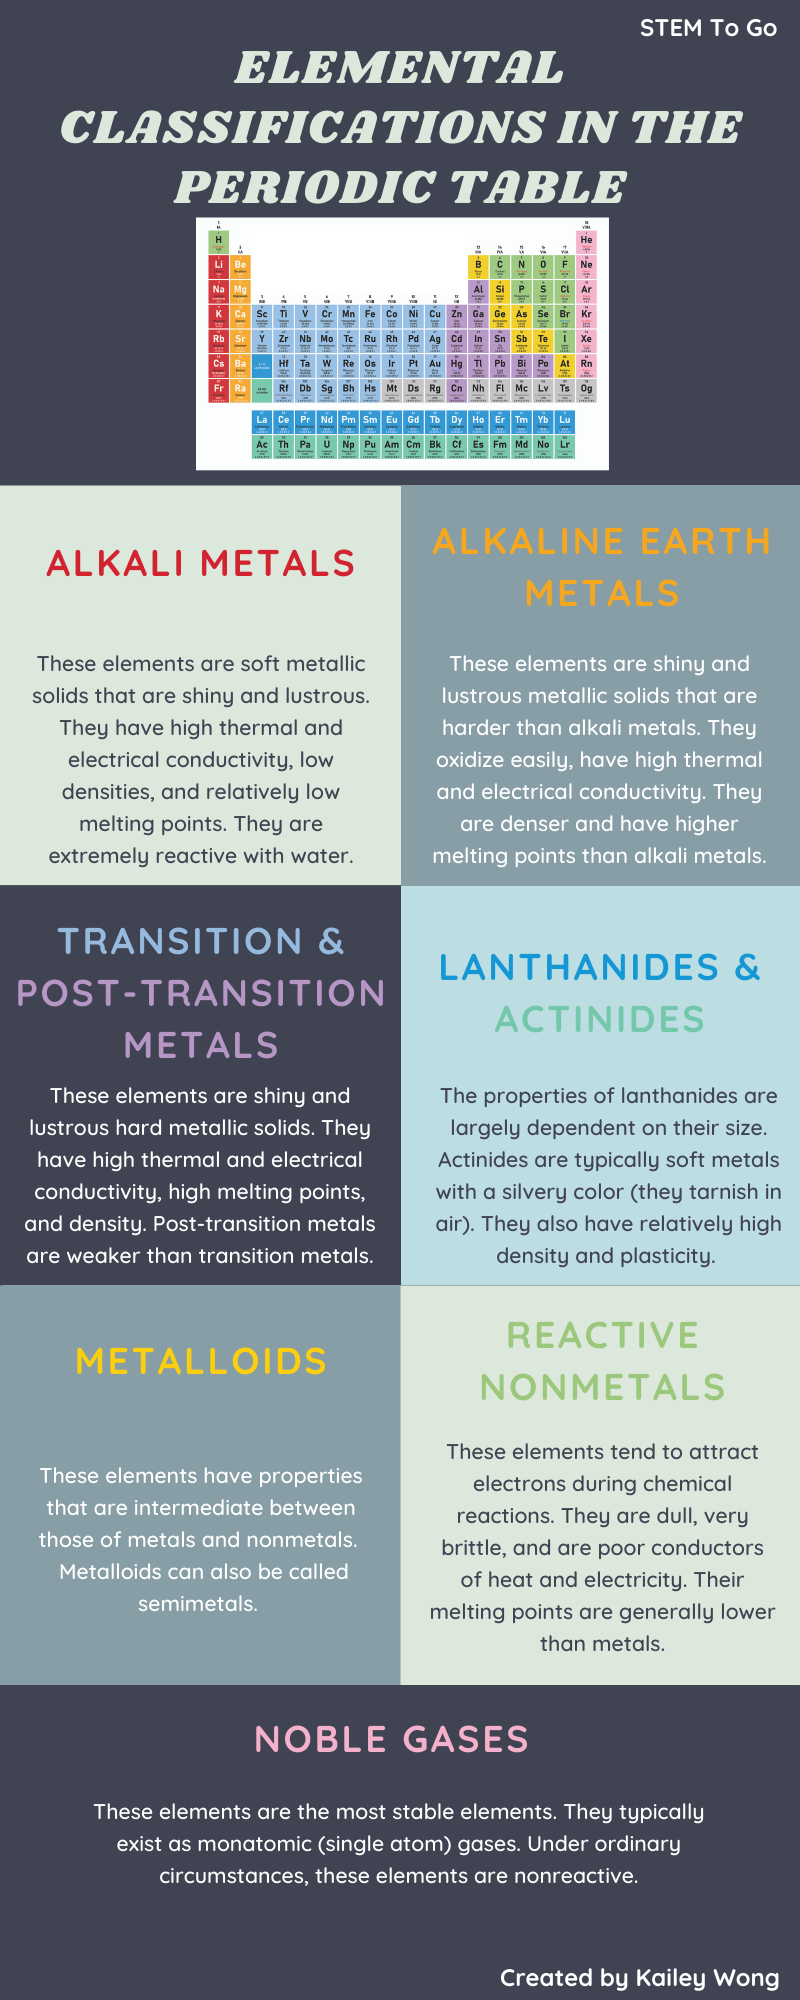 STEM To Go
ELEMENTAL
CLASSIFICATIONS IN THE
PERIODIC TABLE
H He
Li Be B C N O F Ne
Na Mg Al Si P S Cl Ar
K Ca Sc Ti V Cr Mn Fe Co Ni Cu Zn Ga Ge As Se Br Kr
Rb Sr Y Zr Nb Mo Tc Ru Rh Pd Ag Cd In Sn Sb Te I Xe
Cs Ba Hf Ta W Re Os Ir Pt Au Hg Tl Pb Bi Po At Rn
Fr Ra Rf Db Sg Bh Hs Mt Ds Rg Cn Nh Fl Mc Lv Ts Og
La Ce Pr Nd Pm Sm Eu Gd Tb Dy Ho Er Tm Yb Lu
Ac Th Pa U Np Pu Am Cm Bk Cf Es Fm Md No Lr
ALKALI METALS
These elements are soft metallic
solids that are shiny and lustrous.
They have high thermal and
electrical conductivity, low
densities, and relatively low
melting points. They are
extremely reactive with water.
ALKALINE EARTH
METALS
These elements are shiny and
lustrous metallic solids that are
harder than alkali metals. They
oxidize easily, have high thermal
and electrical conductivity. They
are denser and have higher
melting points than alkali metals.
TRANSITION &
POST-TRANSITION
METALS
These elements are shiny and
lustrous hard metallic solids. They
have high thermal and electrical
conductivity, high melting points,
and density. Post-transition metals
are weaker than transition metals.
LANTHANIDES &
ACTINIDES
The properties of lanthanides are
largely dependent on their size.
Actinides are typically soft metals
with a silvery color (they tarnish in
air). They also have relatively high
density and plasticity.
METALLOIDS
These elements have properties
that are intermediate between
those of metals and nonmetals.
Metalloids can also be called
semimetals.
REACTIVE
NONMETALS
These elements tend to attract
electrons during chemical
reactions. They are dull, very
brittle, and are poor conductors
of heat and electricity. Their
melting points are generally lower
than metals.
NOBLE GASES
These elements are the most stable elements. They typically
exist as monatomic (single atom) gases. Under ordinary
circumstances, these elements are nonreactive.
Created by Kailey Wong